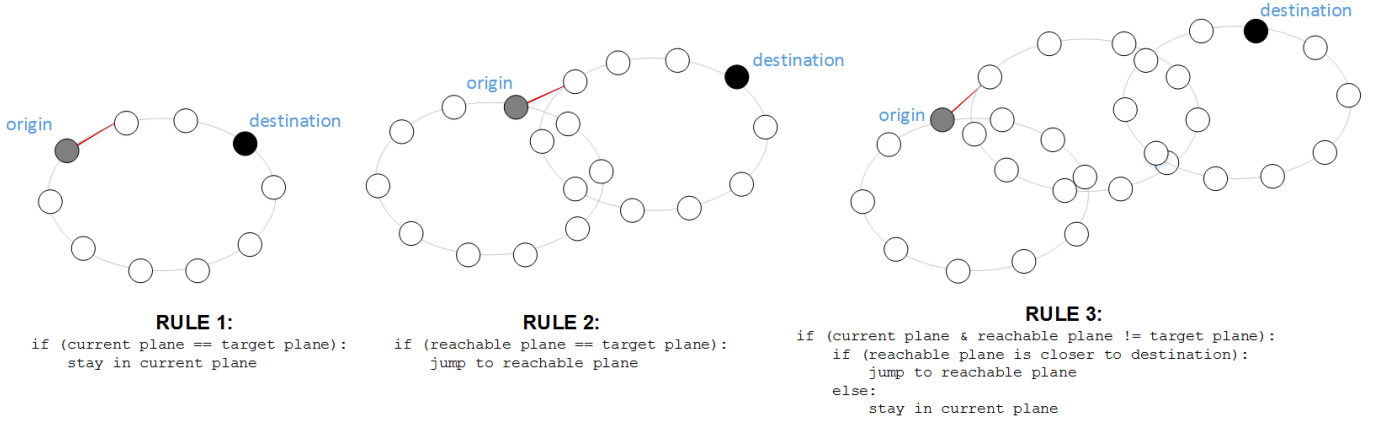 origin
destination
RULE 1:
if (current plane == target plane):
    stay in current plane
origin
destination
RULE 2:
if (reachable plane == target plane):
    jump to reachable plane
origin
destination
RULE 3:
if (current plane & reachable plane != target plane):
    if (reachable plane is closer to destination):
        jump to reachable plane
    else:
        stay in current plane